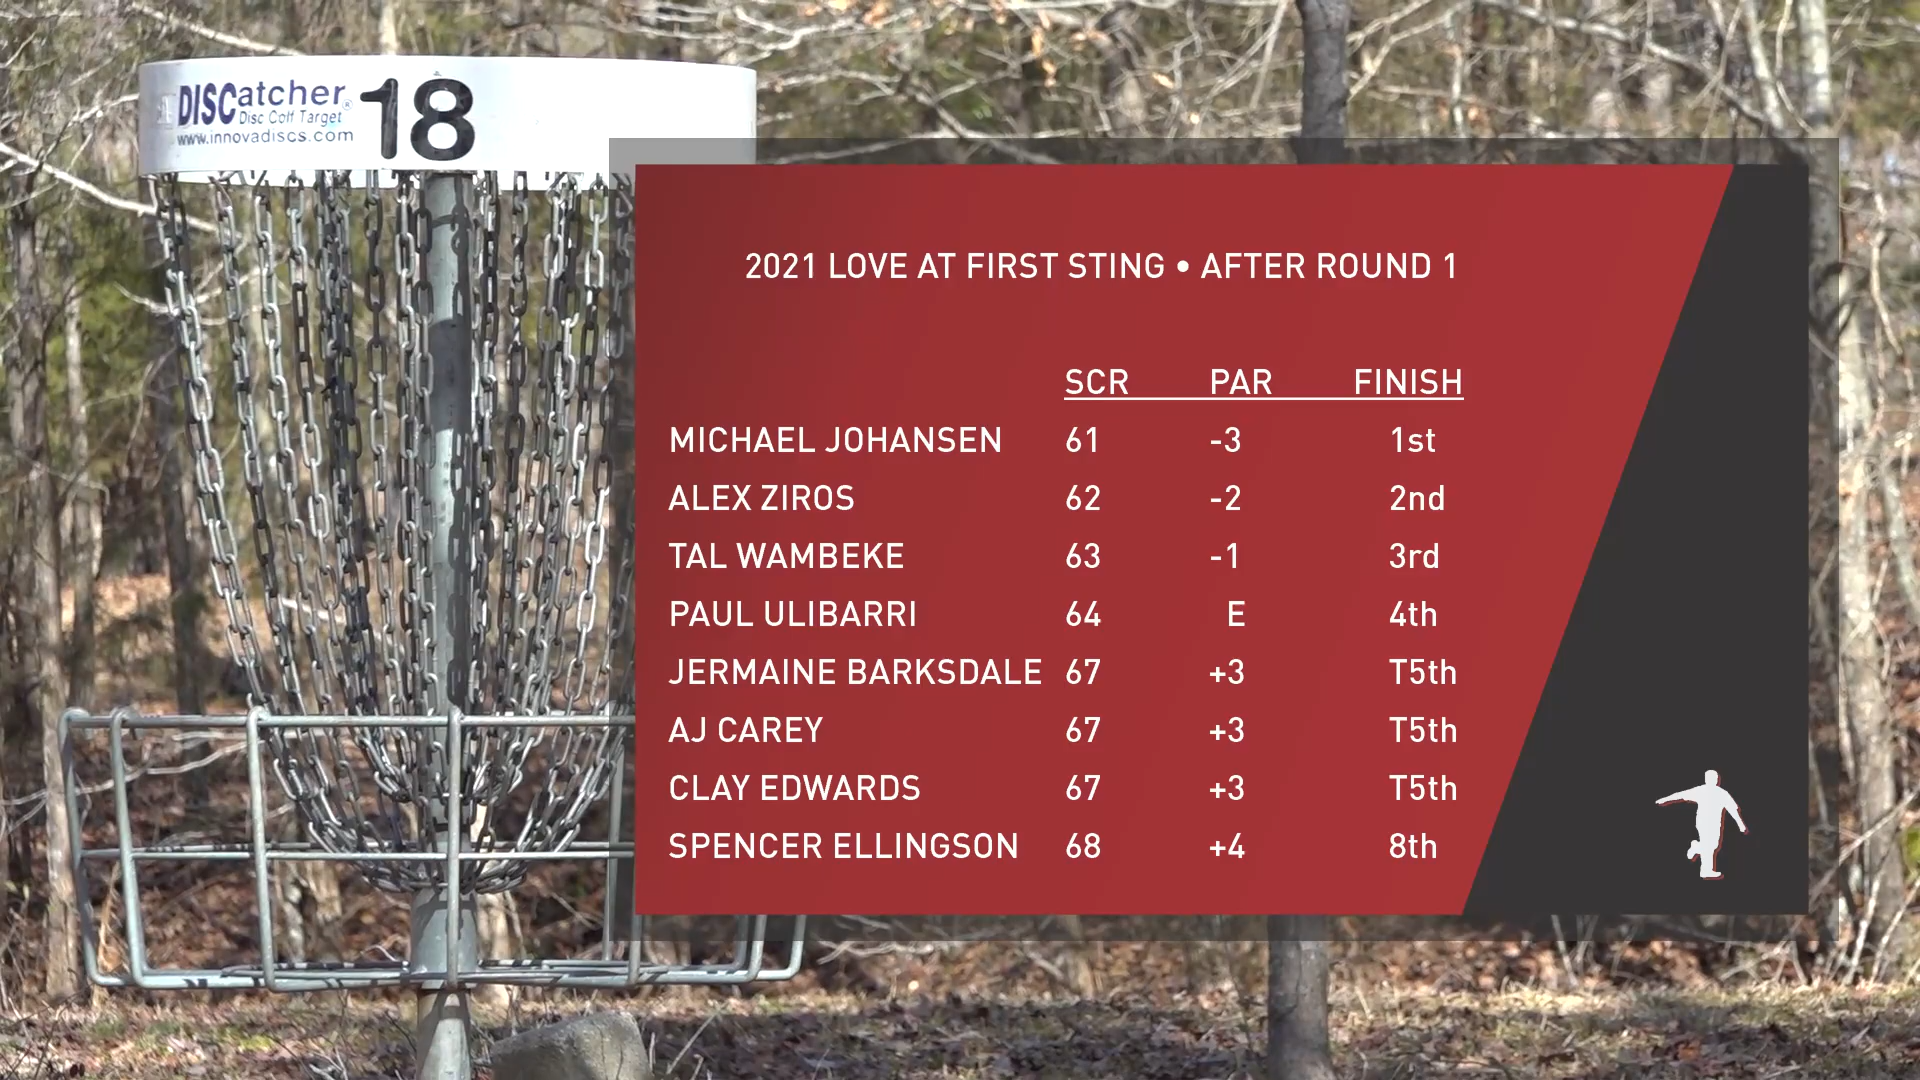 DISCatcher® 18
Disc Golf Target
www.innovadiscs.com
2021 LOVE AT FIRST STING • AFTER ROUND 1
SCR PAR FINISH
MICHAEL JOHANSEN 61 -3 1st
ALEX ZIROS 62 -2 2nd
TAL WAMBEKE 63 -1 3rd
PAUL ULIBARRI 64 E 4th
JERMAINE BARKSDALE 67 +3 T5th
AJ CAREY 67 +3 T5th
CLAY EDWARDS 67 +3 T5th
SPENCER ELLINGSON 68 +4 8th